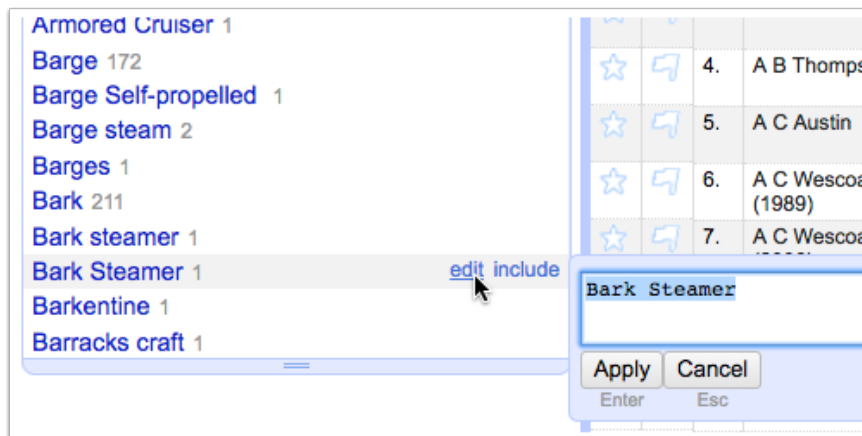 Armored Cruiser 1
Barge 172
Barge Self-propelled 1
Barge steam 2
Barges 1
Bark 211
Bark steamer 1
Bark Steamer 1
edit include
Barkentine 1
Barracks craft 1
4. A B Thomps
5. A C Austin
6. A C Wescoa
(1989)
7. A C Wescoa
Bark Steamer
Apply Cancel
Enter Esc